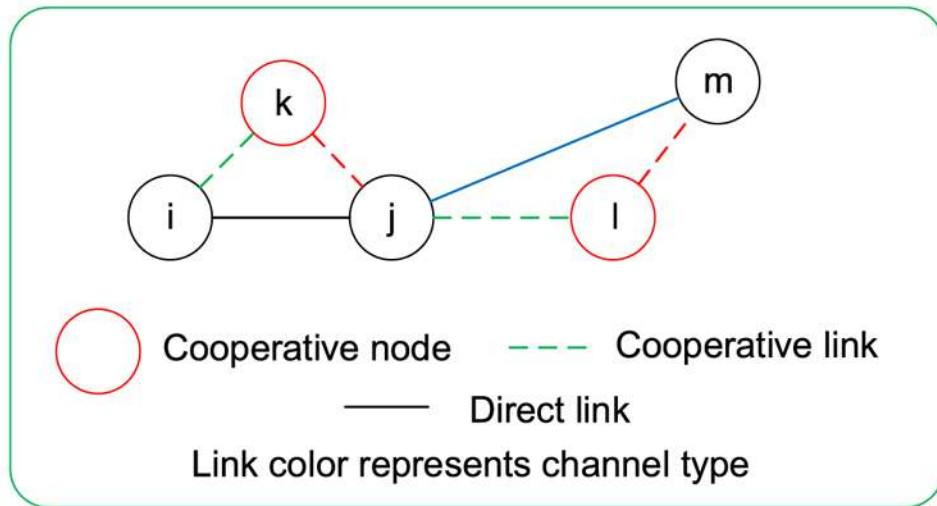 k
m
i
j
l
Cooperative node
Cooperative link
Direct link
Link color represents channel type